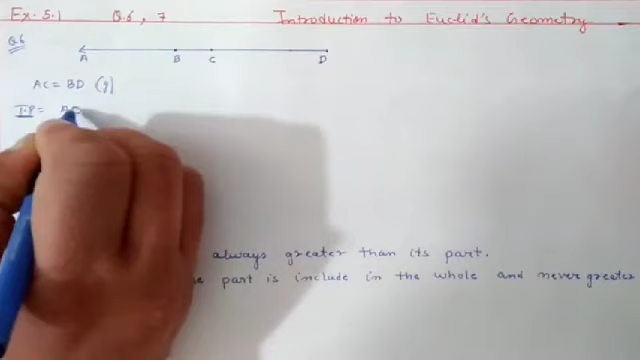 Ex. 5.1 Q.6, 7 Introduction to Euclid's Geometry
Q6
A B C D
AC = BD (g)
T.P =
always greater than its part.
part is include in the whole and never greater